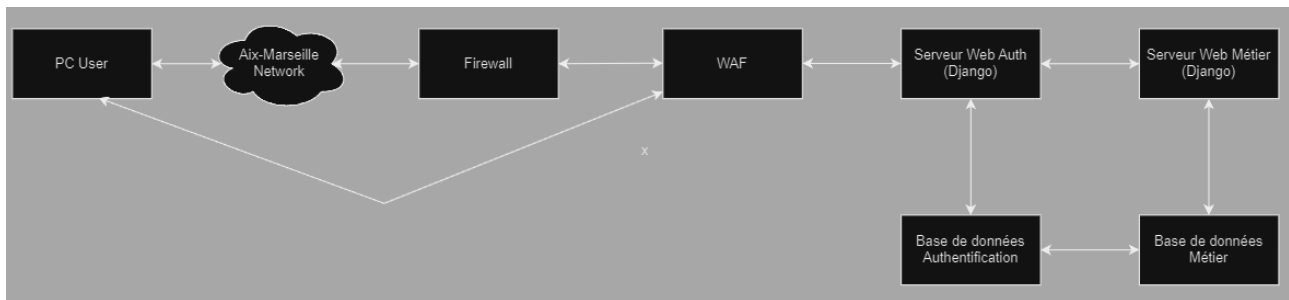 PC User
Aix-Marseille
Network
Firewall
WAF
Serveur Web Auth
(Django)
Serveur Web Métier
(Django)
x
Base de données
Authentification
Base de données
Métier